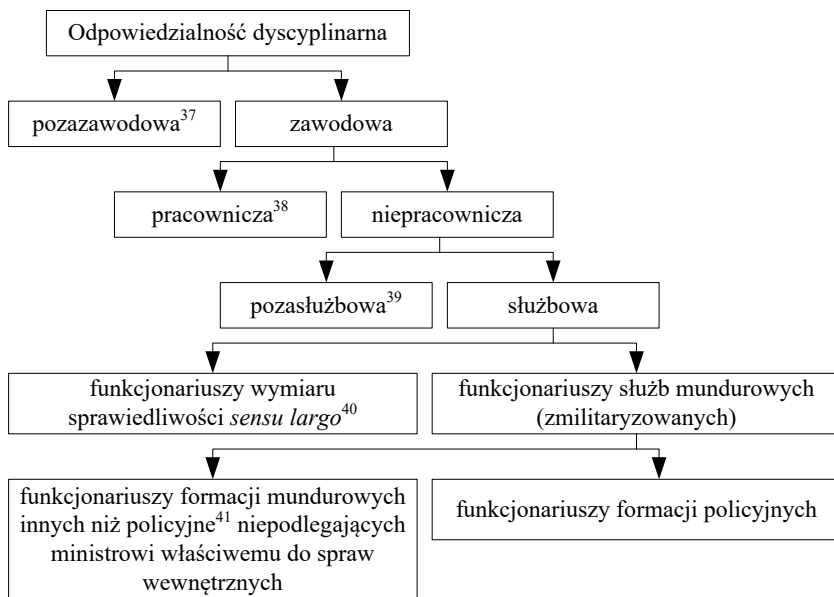 Odpowiedzialność dyscyplinarna
pozazawodowa37
zawodowa
pracownicza38
niepracownicza
pozasłużbowa39
służbowa
funkcjonariuszy wymiaru
sprawiedliwości sensu largo40
funkcjonariuszy służb mundurowych
(zmilitaryzowanych)
funkcjonariuszy formacji mundurowych
innych niż policyjne41 niepodlegających
ministrowi właściwemu do spraw
wewnętrznych
funkcjonariuszy formacji policyjnych